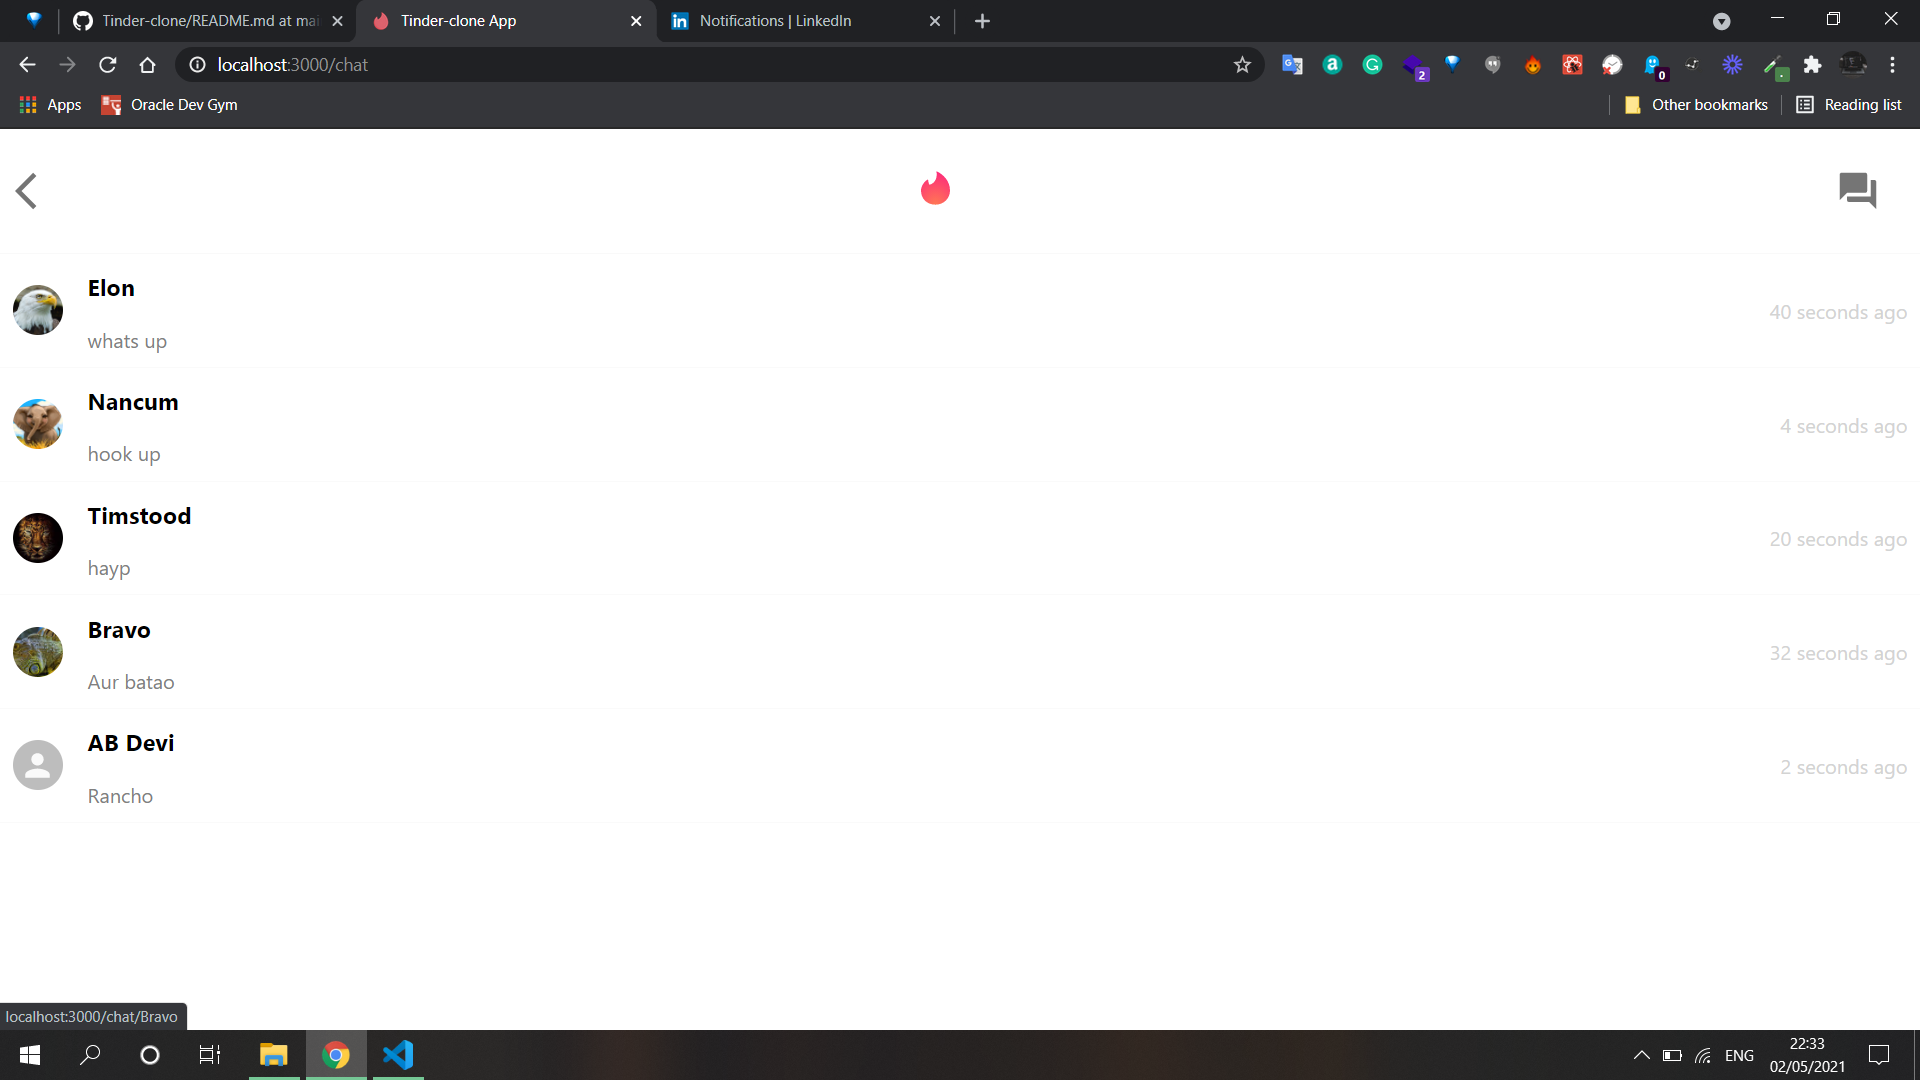 Tinder-clone/README.md at mai
Tinder-clone App
Notifications | LinkedIn
localhost:3000/chat
2
0
Apps
Oracle Dev Gym
Other bookmarks
Reading list
Elon
whats up
40 seconds ago
Nancum
hook up
4 seconds ago
Timstood
hayp
20 seconds ago
Bravo
Aur batao
32 seconds ago
AB Devi
Rancho
2 seconds ago
localhost:3000/chat/Bravo
ENG
22:33
02/05/2021